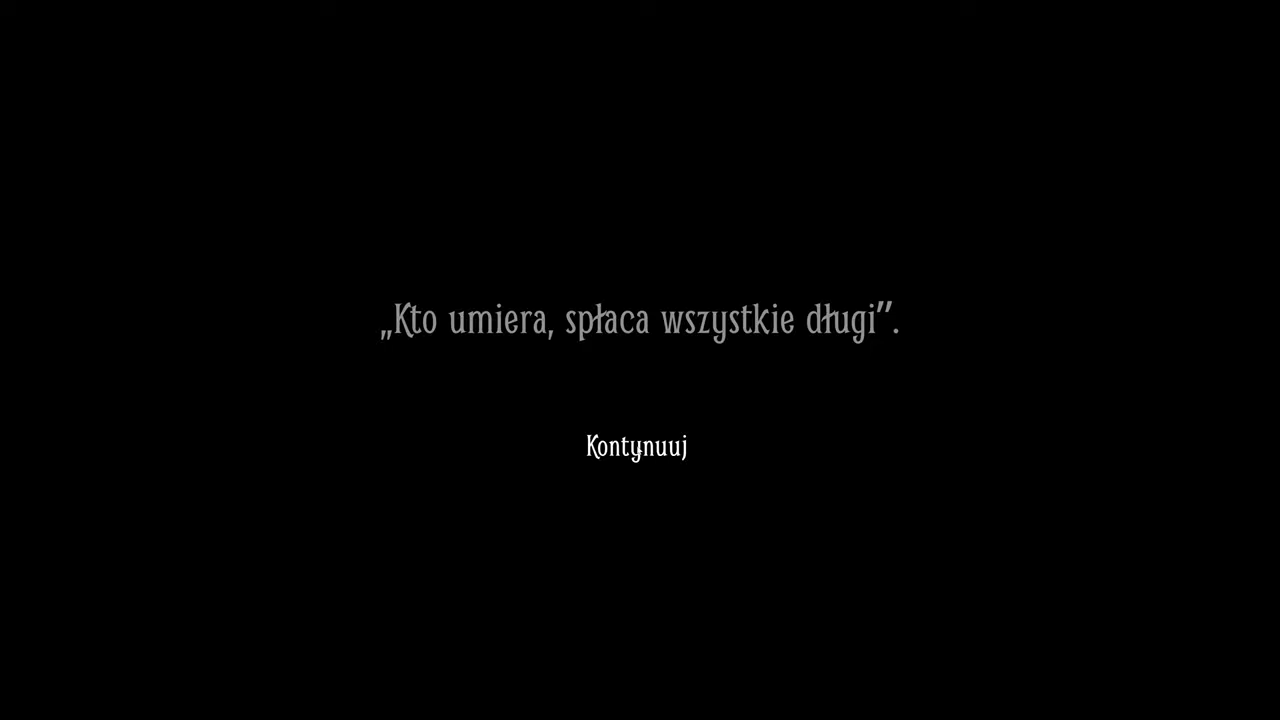 „Kto umiera, spłaca wszystkie długi”.
Kontynuuj